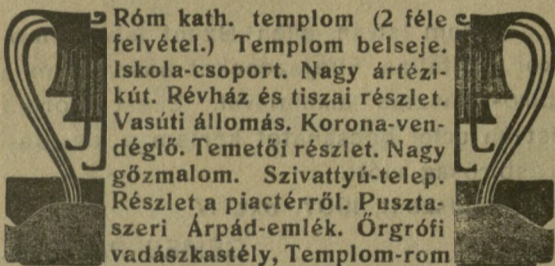 Róm kath. templom (2 féle
felvétel.) Templom belseje.
Iskola-csoport. Nagy ártézi-
kút. Révház és tiszai részlet.
Vasúti állomás. Korona-ven-
déglő. Temetői részlet. Nagy
gőzmalom. Szivattyú-telep.
Részlet a piactérről. Puszta-
szeri Árpád-emlék. Őrgrófi
vadászkastély, Templom-rom